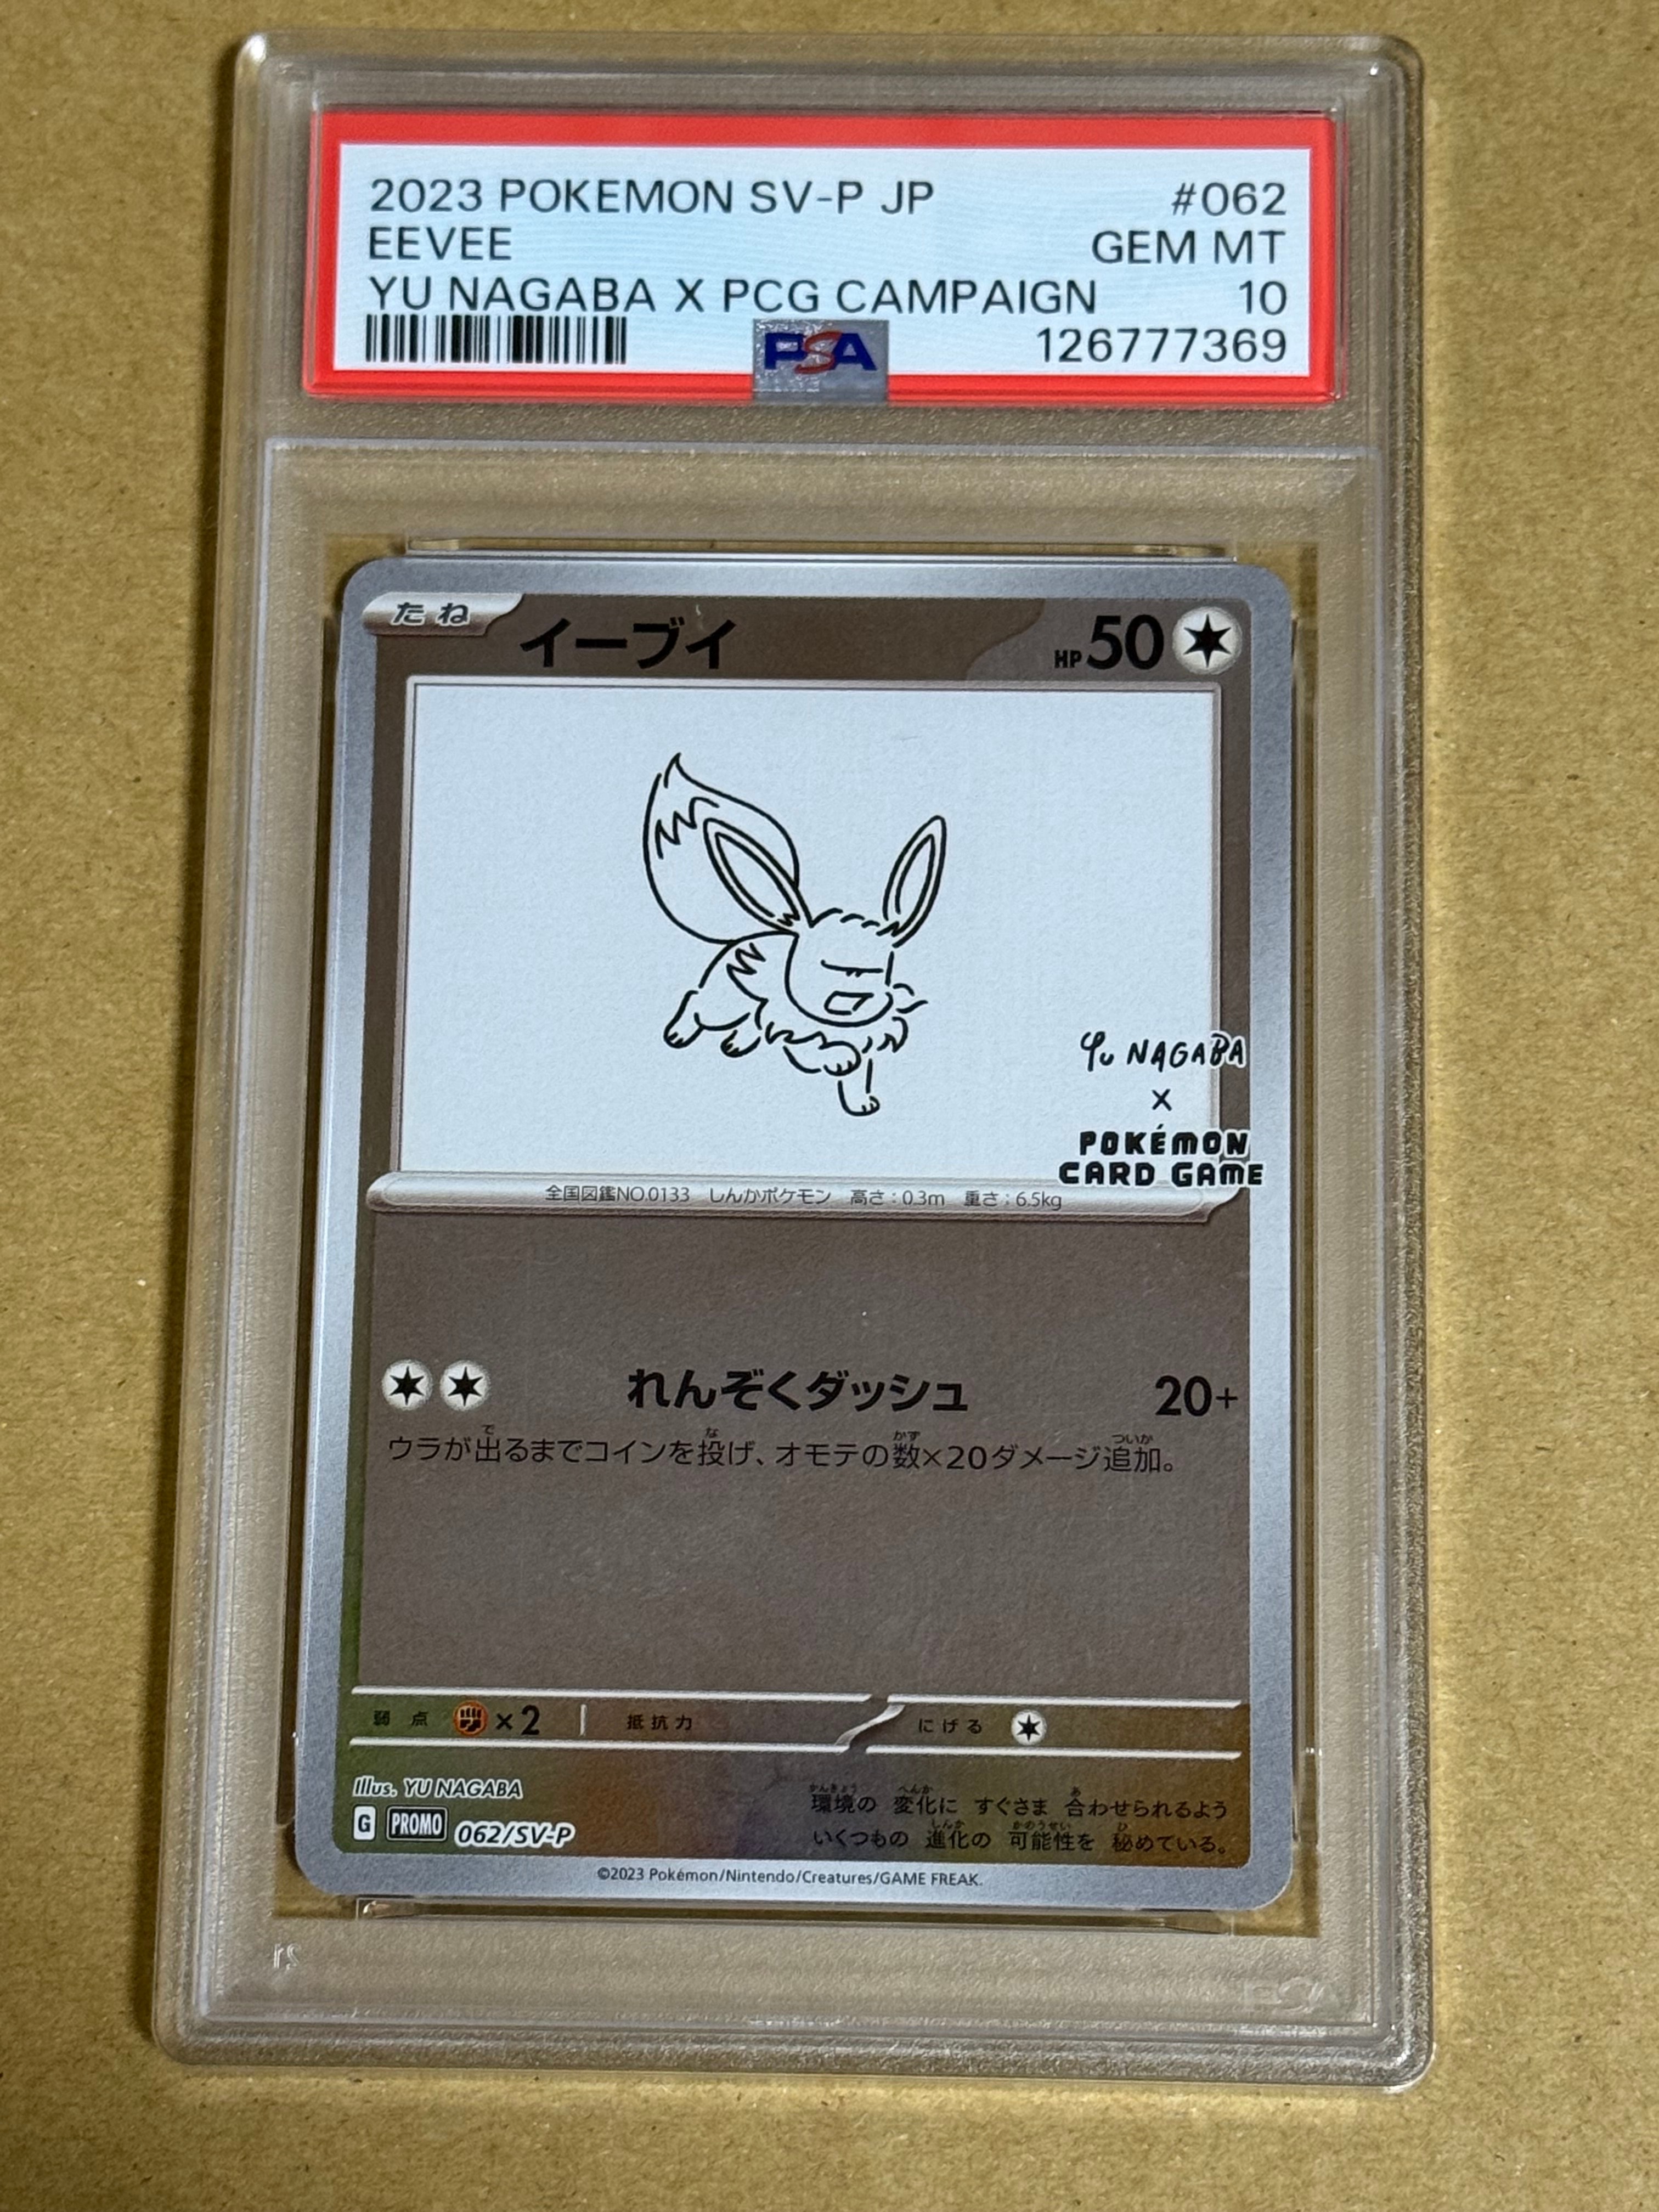 2023 POKEMON SV-P JP #062
EEVEE GEM MT
YU NAGABA X PCG CAMPAIGN 10
PSA 126777369
たね イーブイ HP 50
Yu NAGABA
×
POKÉMON
CARD GAME
全国図鑑NO.0133 しんかポケモン 高さ：0.3m 重さ：6.5kg
れんぞくダッシュ 20+
ウラが出るまでコインを投げ、オモテの数×20ダメージ追加。
弱点 ×2 抵抗力 にげる
Illus. YU NAGABA
G PROMO 062/SV-P
環境の 変化に すぐさま 合わせられるよう
いくつもの 進化の 可能性を 秘めている。
©2023 Pokémon/Nintendo/Creatures/GAME FREAK.
PSA